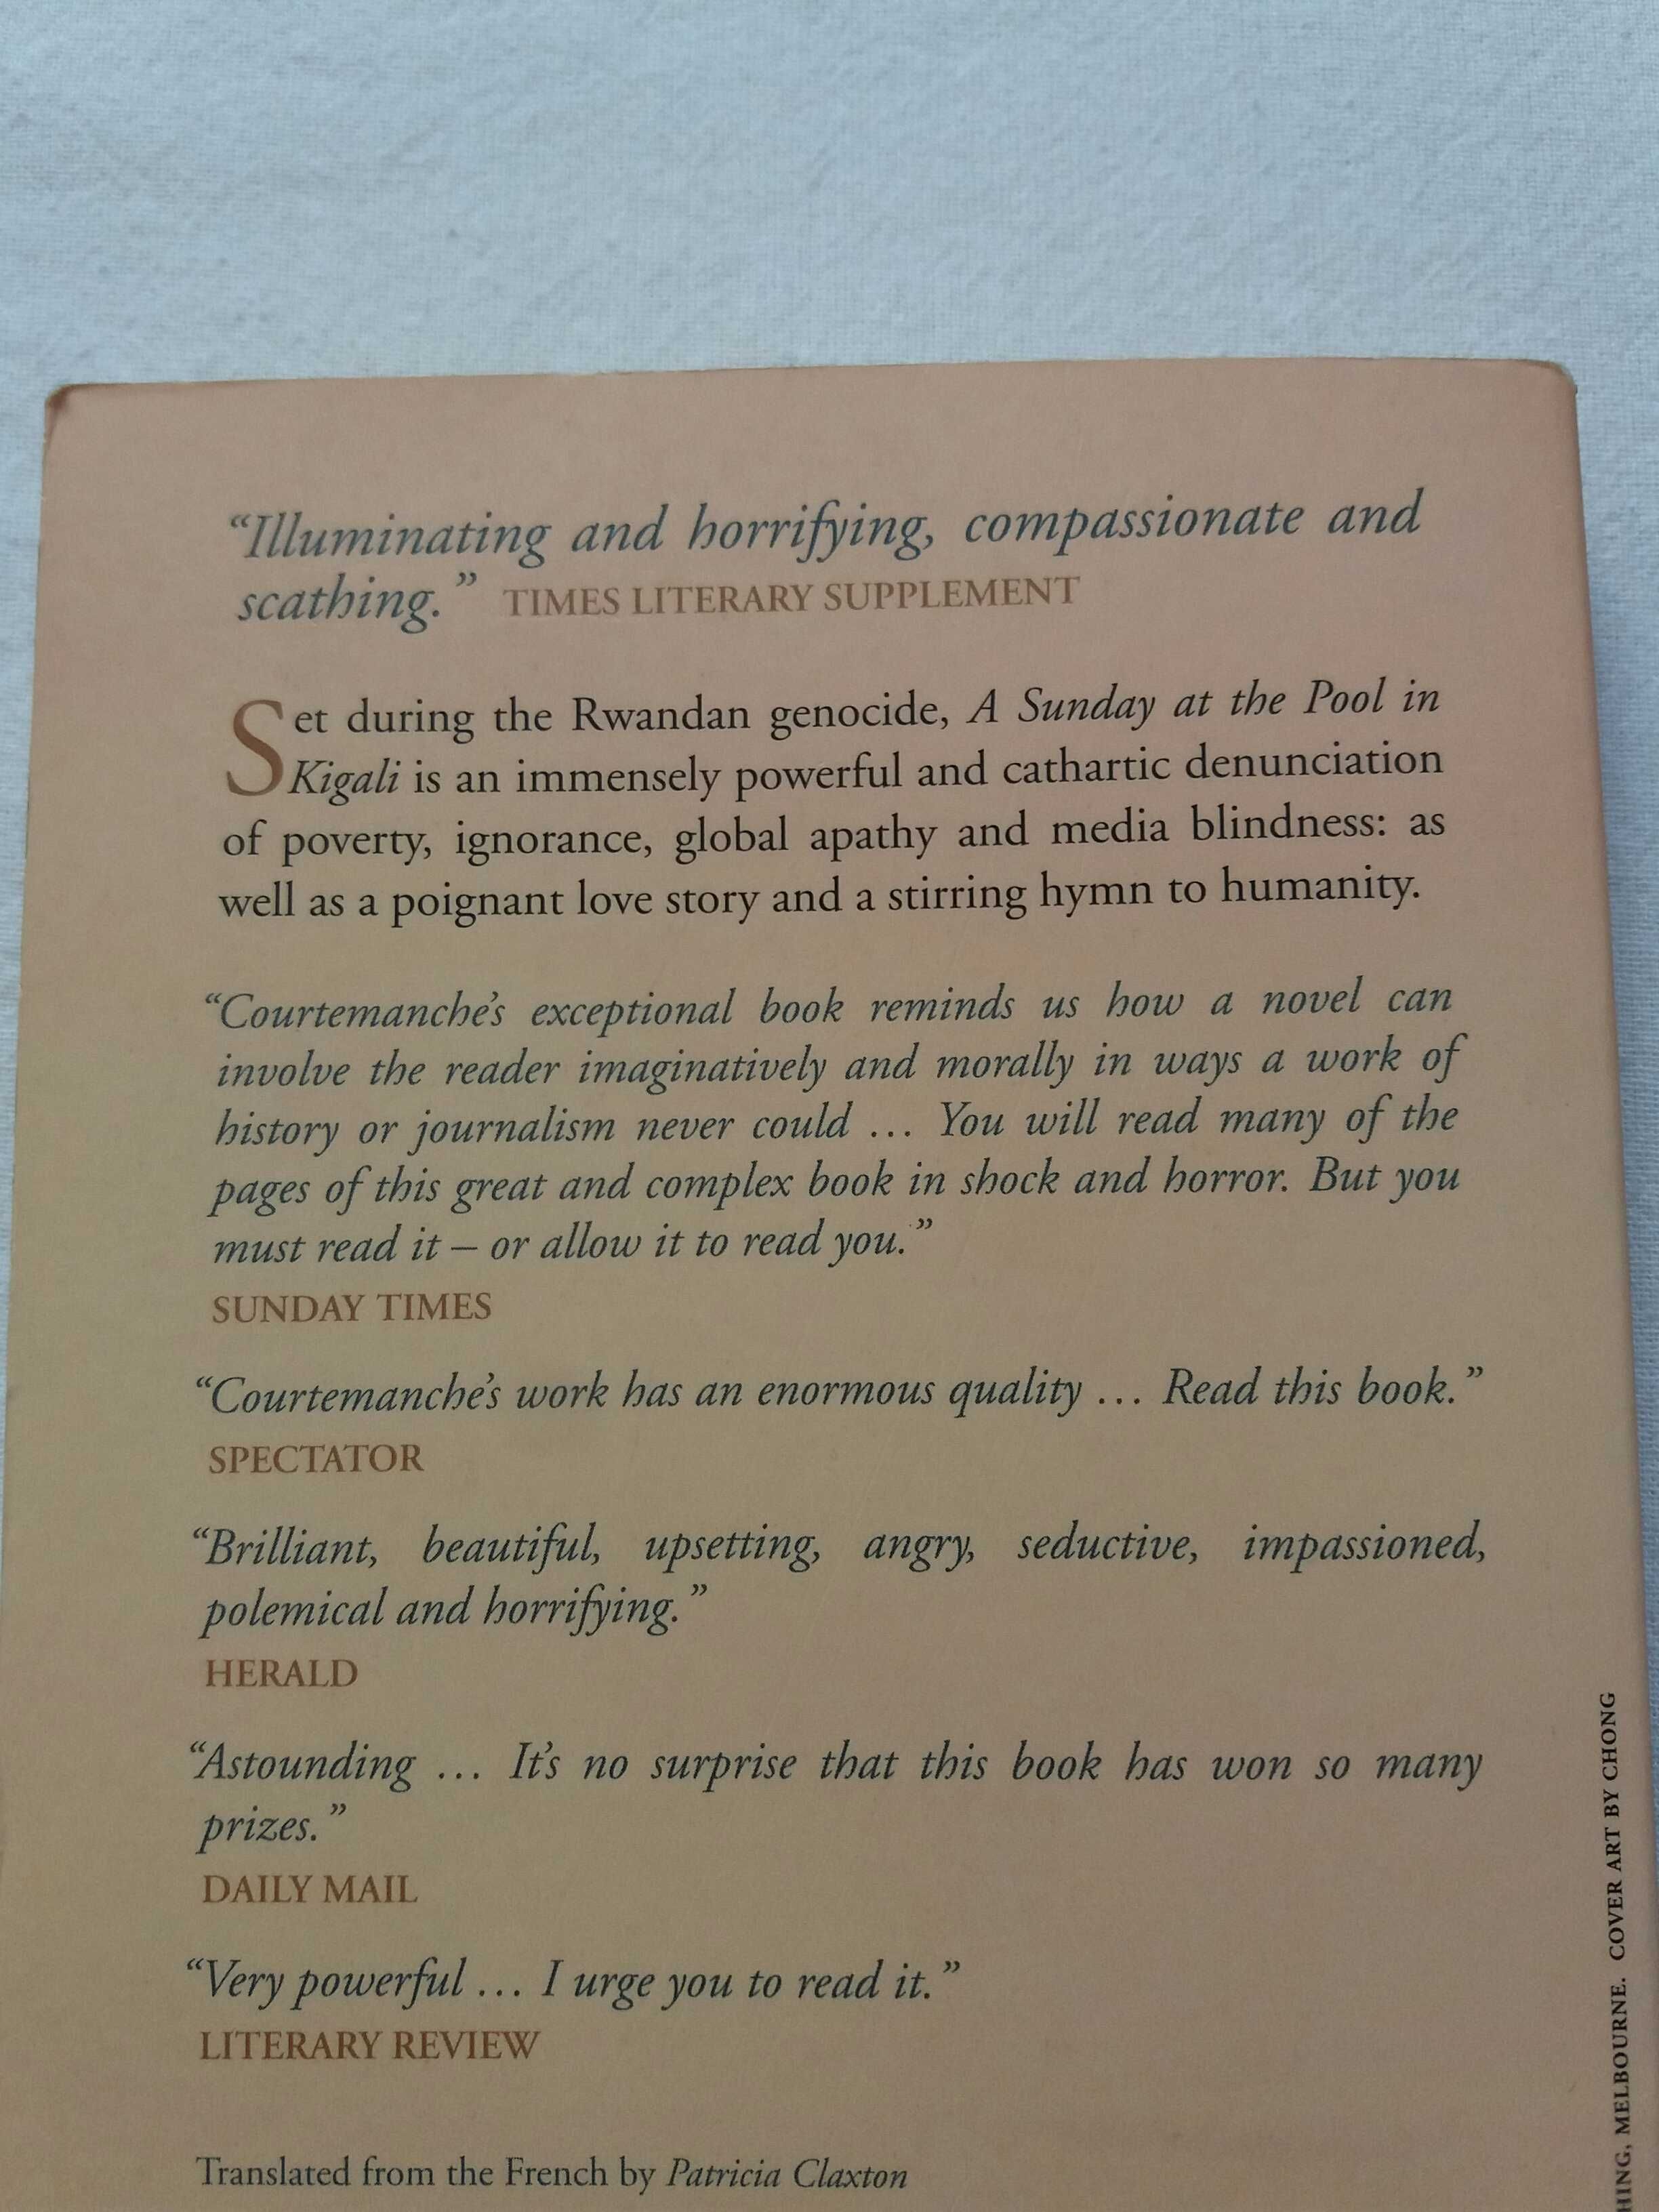 “Illuminating and horrifying, compassionate and
scathing.” TIMES LITERARY SUPPLEMENT
Set during the Rwandan genocide, A Sunday at the Pool in
Kigali is an immensely powerful and cathartic denunciation
of poverty, ignorance, global apathy and media blindness: as
well as a poignant love story and a stirring hymn to humanity.
“Courtemanche’s exceptional book reminds us how a novel can
involve the reader imaginatively and morally in ways a work of
history or journalism never could … You will read many of the
pages of this great and complex book in shock and horror. But you
must read it – or allow it to read you.”
SUNDAY TIMES
“Courtemanche’s work has an enormous quality … Read this book.”
SPECTATOR
“Brilliant, beautiful, upsetting, angry, seductive, impassioned,
polemical and horrifying.”
HERALD
“Astounding … It’s no surprise that this book has won so many
prizes.”
DAILY MAIL
“Very powerful … I urge you to read it.”
LITERARY REVIEW
Translated from the French by Patricia Claxton
MELBOURNE. COVER ART BY CHONG